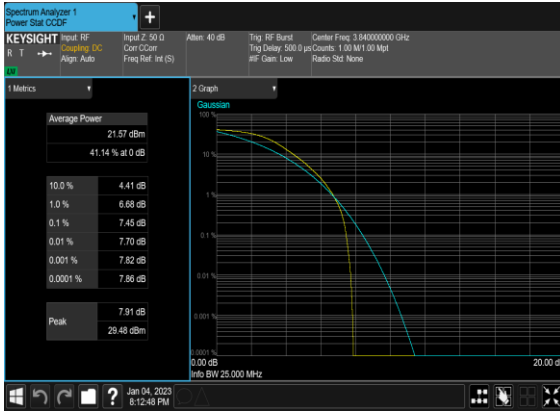 Spectrum Analyzer 1
Power Stat CCDF
KEYSIGHT
R T
Input: RF
Coupling: DC
Align: Auto
Input Z: 50 Ω
Corr CCorr
Freq Ref: Int (S)
Atten: 40 dB
Trig: RF Burst
Trig Delay: 500.0 µs
#IF Gain: Low
Center Freq: 3.840000000 GHz
Counts: 1.00 M/1.00 Mpt
Radio Std: None
1 Metrics
Average Power
21.57 dBm
41.14 % at 0 dB
10.0 % 4.41 dB
1.0 % 6.68 dB
0.1 % 7.45 dB
0.01 % 7.70 dB
0.001 % 7.82 dB
0.0001 % 7.86 dB
Peak
7.91 dB
29.48 dBm
2 Graph
Gaussian
100 %
10 %
1 %
0.1 %
0.01 %
0.001 %
0.0001 %
0.00 dB
20.00 d
Info BW 25.000 MHz
?
Jan 04, 2023
8:12:48 PM